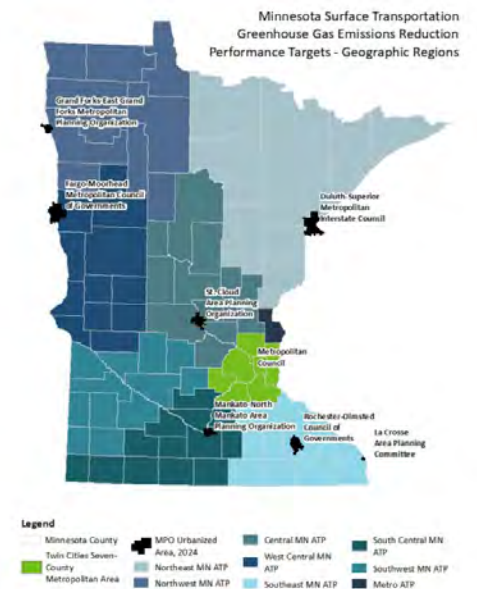 Minnesota Surface Transportation
Greenhouse Gas Emissions Reduction
Performance Targets - Geographic Regions
Grand Forks-East Grand
Forks Metropolitan
Planning Organization
Fargo-Moorhead
Metropolitan Council
of Governments
Duluth-Superior
Metropolitan
Interstate Council
St. Cloud
Area Planning
Organization
Metropolitan
Council
Mankato-North
Mankato Area
Planning Organization
Rochester-Olmsted
Council of
Governments
La Crosse
Area Planning
Committee
Legend
Minnesota County
Twin Cities Seven-
County
Metropolitan Area
MPO Urbanized
Area, 2024
Northeast MN ATP
Northwest MN ATP
Central MN ATP
West Central MN
ATP
Southeast MN ATP
South Central MN
ATP
Southwest MN ATP
Metro ATP